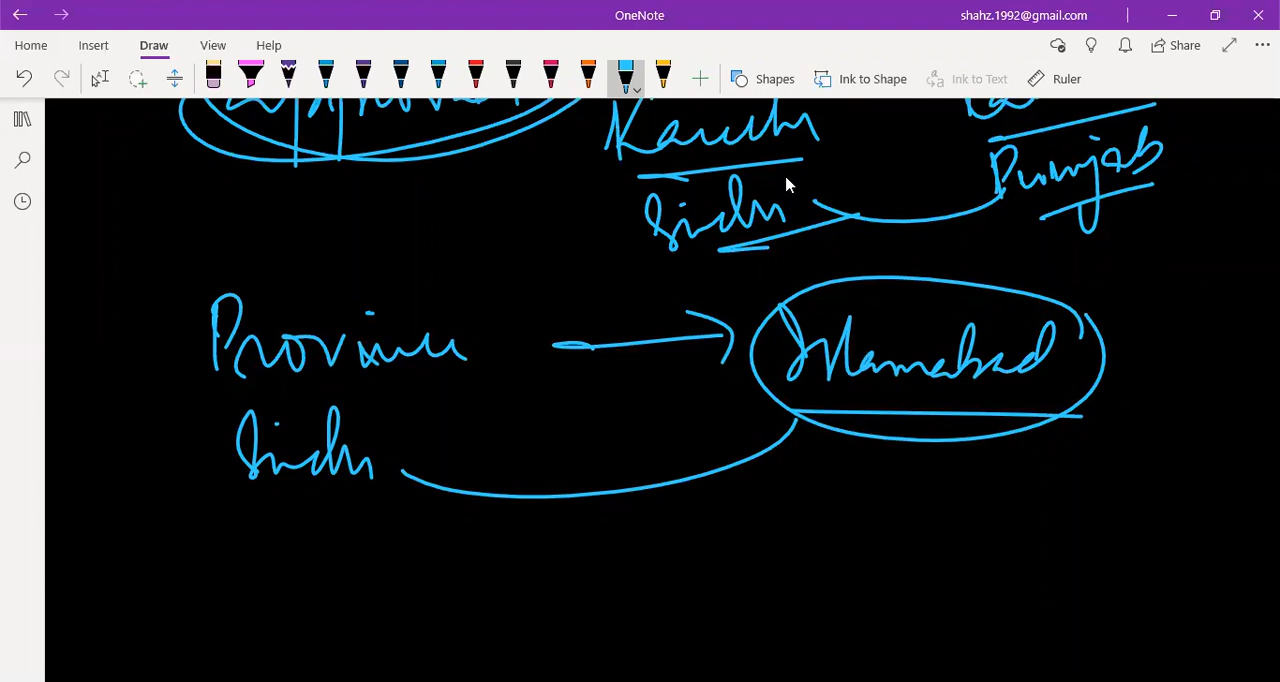 OneNote
shahz.1992@gmail.com
Home Insert Draw View Help
Share
Shapes Ink to Shape Ink to Text Ruler
Karachi
Punjab
Sindh
Province Islamabad
Sindh